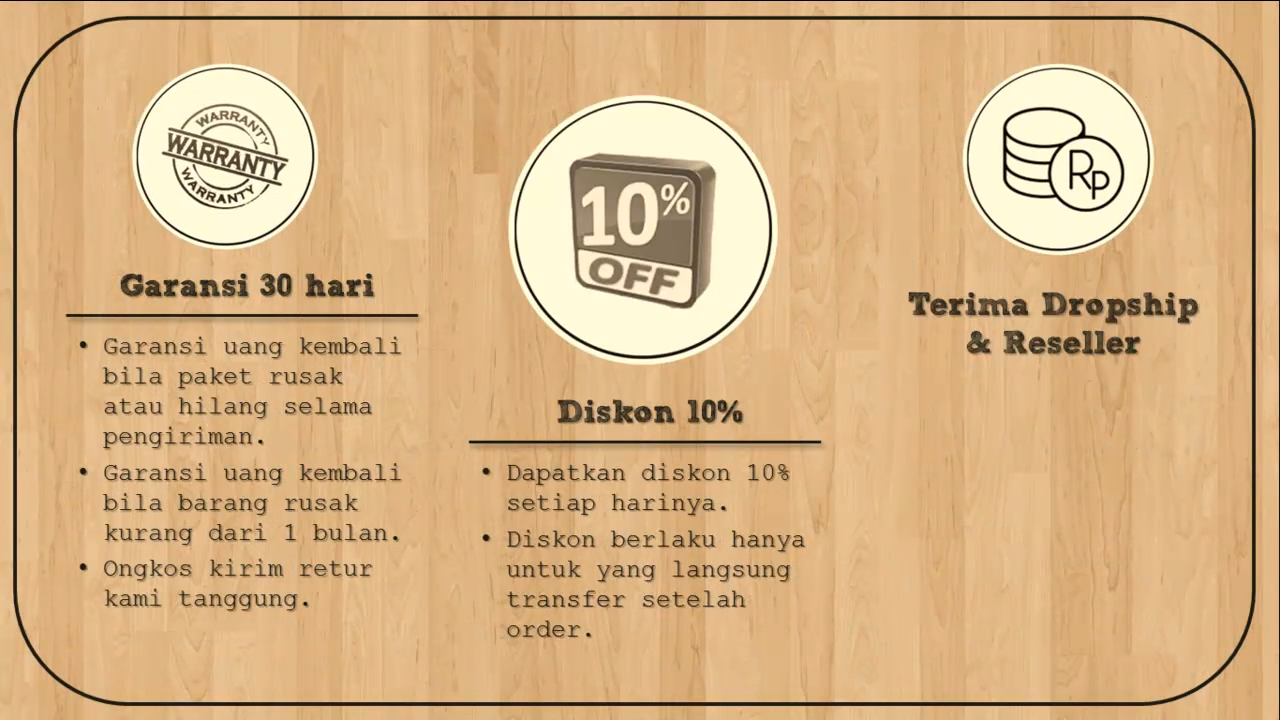 WARRANTY
WARRANTY
WARRANTY
Garansi 30 hari
• Garansi uang kembali
bila paket rusak
atau hilang selama
pengiriman.
• Garansi uang kembali
bila barang rusak
kurang dari 1 bulan.
• Ongkos kirim retur
kami tanggung.
10%
OFF
Diskon 10%
• Dapatkan diskon 10%
setiap harinya.
• Diskon berlaku hanya
untuk yang langsung
transfer setelah
order.
Rp
Terima Dropship
& Reseller